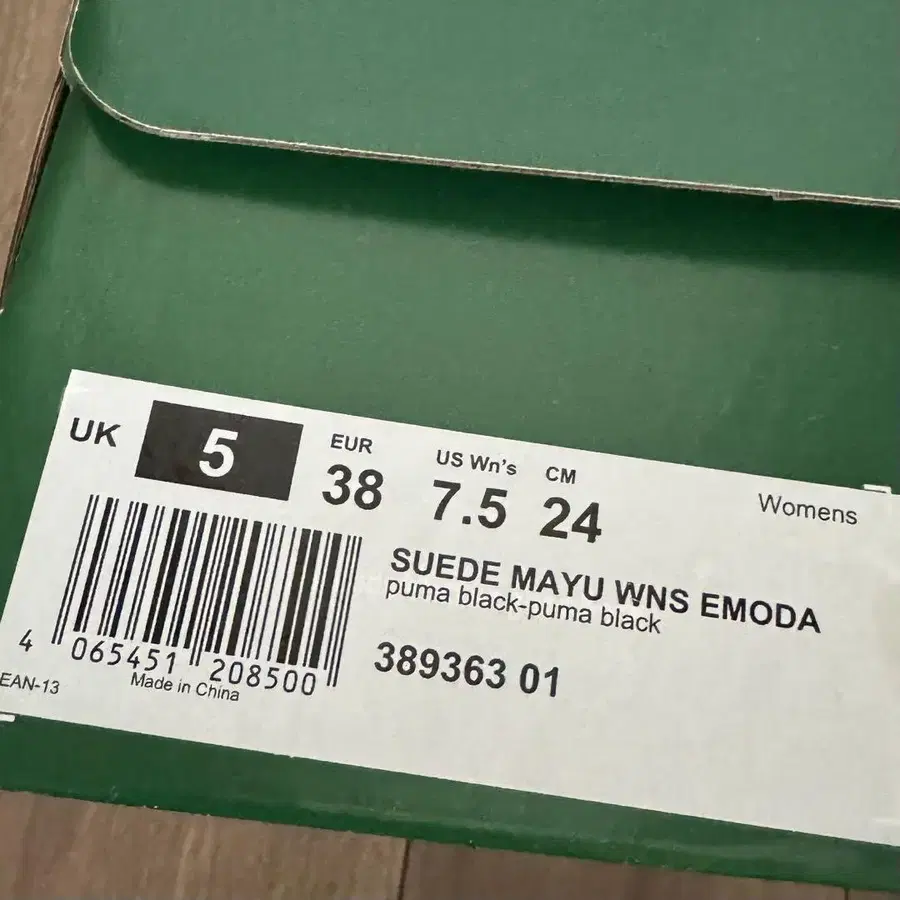 UK 5
EUR 38
US Wn's 7.5
CM 24
Womens
SUEDE MAYU WNS EMODA
puma black-puma black
389363 01
4 065451 208500
EAN-13
Made in China